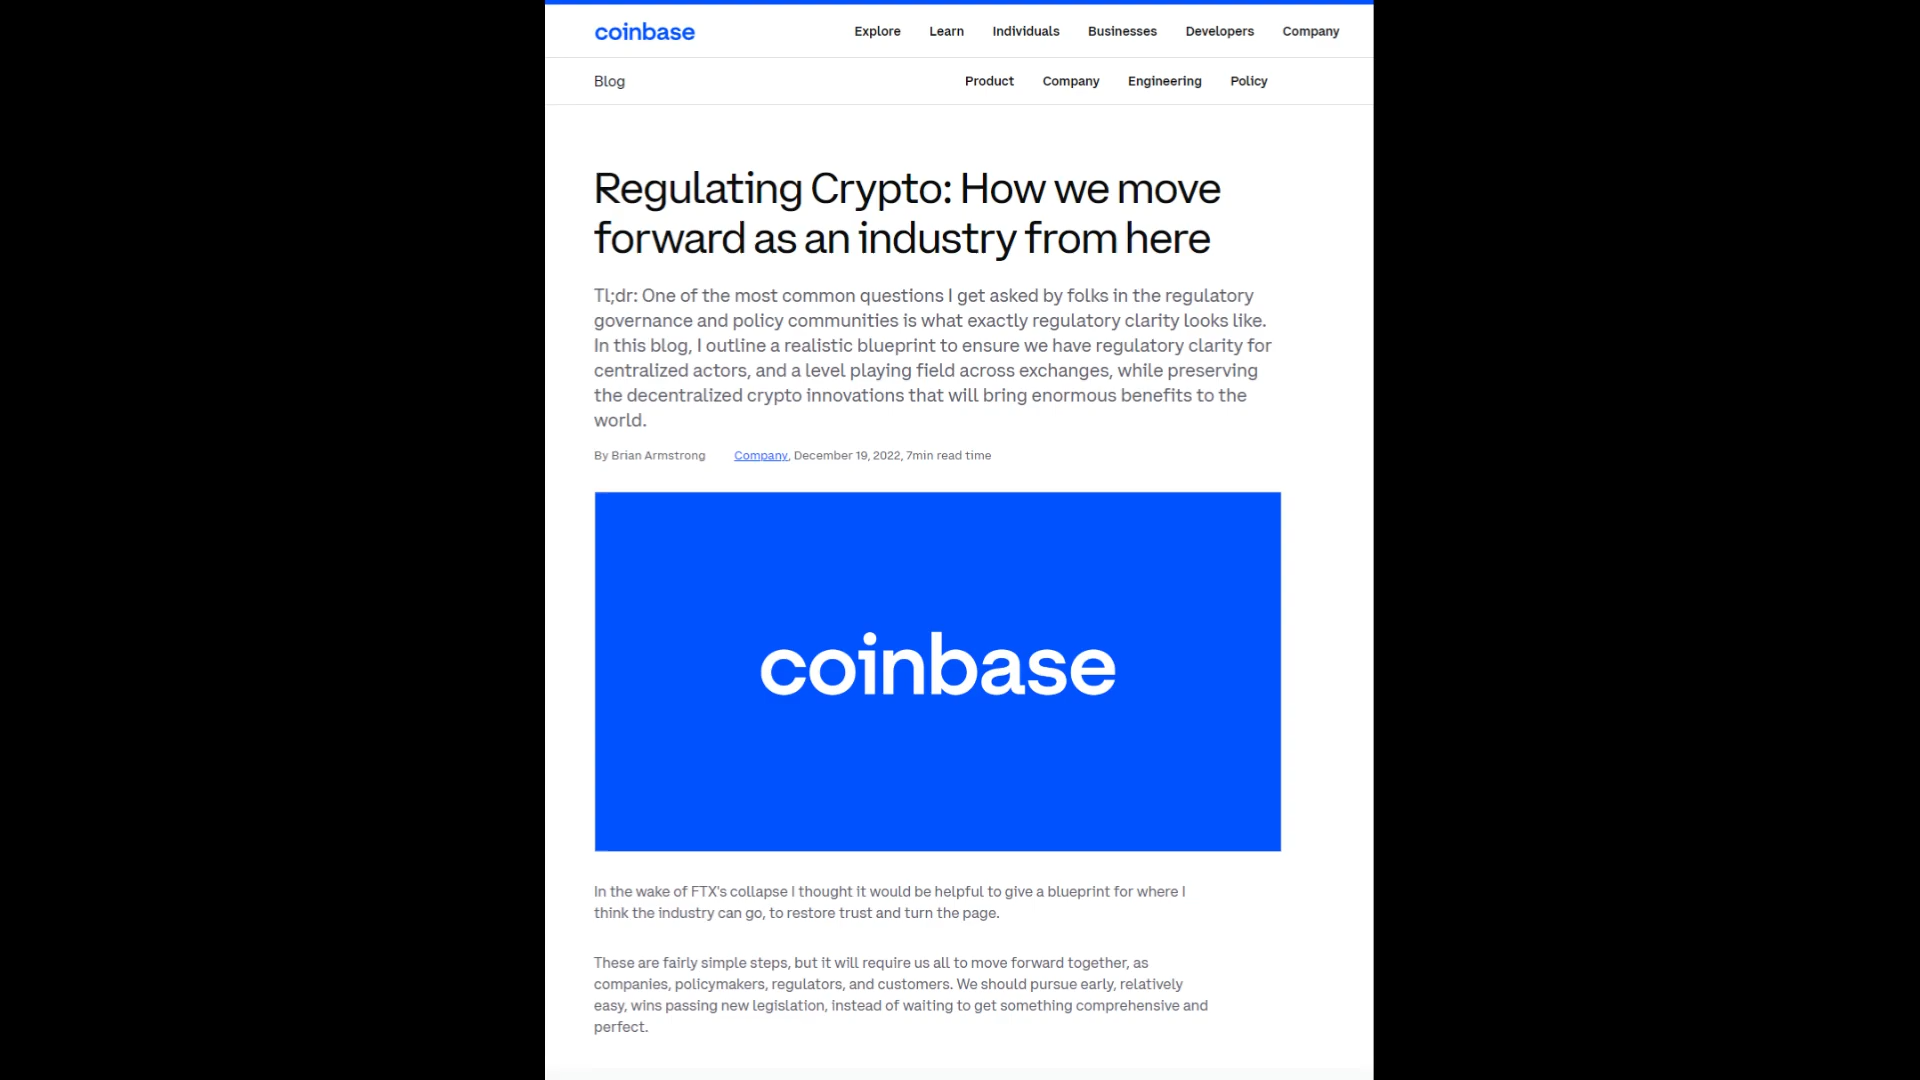 coinbase
Explore Learn Individuals Businesses Developers Company
Blog
Product Company Engineering Policy
Regulating Crypto: How we move
forward as an industry from here
Tl;dr: One of the most common questions I get asked by folks in the regulatory
governance and policy communities is what exactly regulatory clarity looks like.
In this blog, I outline a realistic blueprint to ensure we have regulatory clarity for
centralized actors, and a level playing field across exchanges, while preserving
the decentralized crypto innovations that will bring enormous benefits to the
world.
By Brian Armstrong Company, December 19, 2022, 7min read time
coinbase
In the wake of FTX's collapse I thought it would be helpful to give a blueprint for where I
think the industry can go, to restore trust and turn the page.
These are fairly simple steps, but it will require us all to move forward together, as
companies, policymakers, regulators, and customers. We should pursue early, relatively
easy, wins passing new legislation, instead of waiting to get something comprehensive and
perfect.